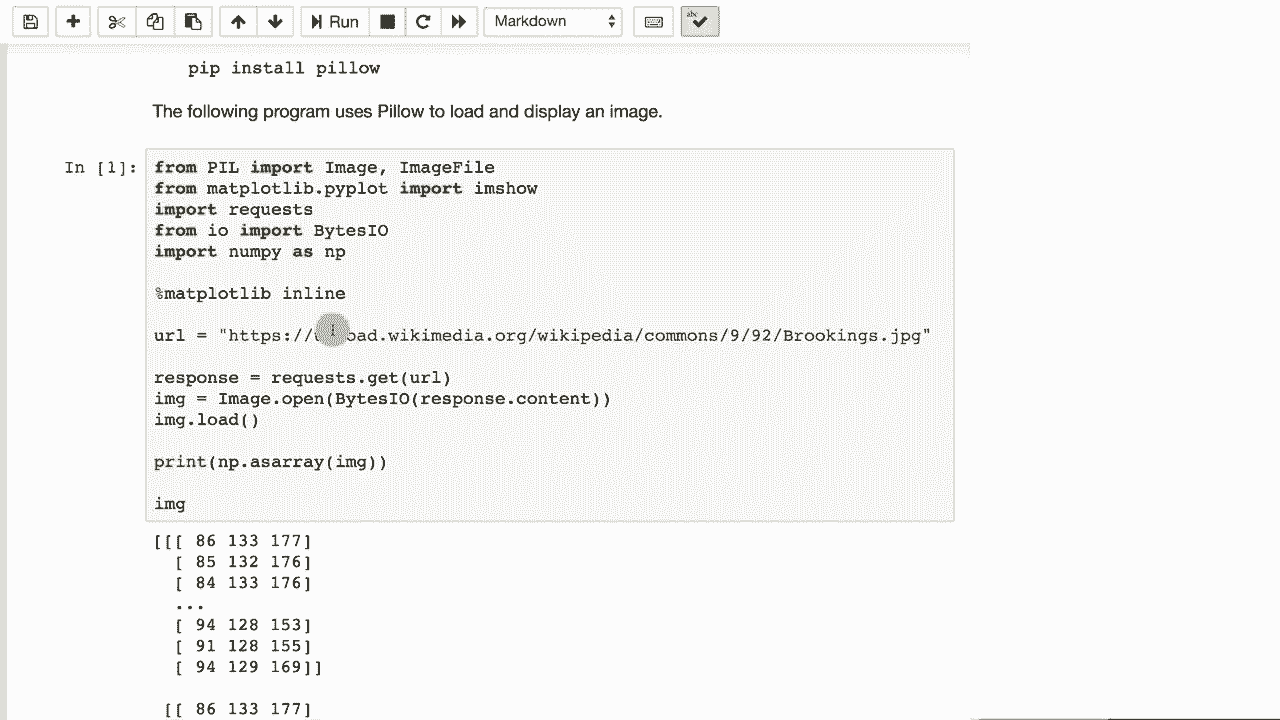 Run
Markdown
abc
pip install pillow
The following program uses Pillow to load and display an image.
In [1]:
from PIL import Image, ImageFile
from matplotlib.pyplot import imshow
import requests
from io import BytesIO
import numpy as np
%matplotlib inline
url = "https:// .wikimedia.org/wikipedia/commons/9/92/Brookings.jpg"
response = requests.get(url)
img = Image.open(BytesIO(response.content))
img.load()
print(np.asarray(img))
img
[[[ 86 133 177]
[ 85 132 176]
[ 84 133 176]
...
[ 94 128 153]
[ 91 128 155]
[ 94 129 169]]
[[ 86 133 177]